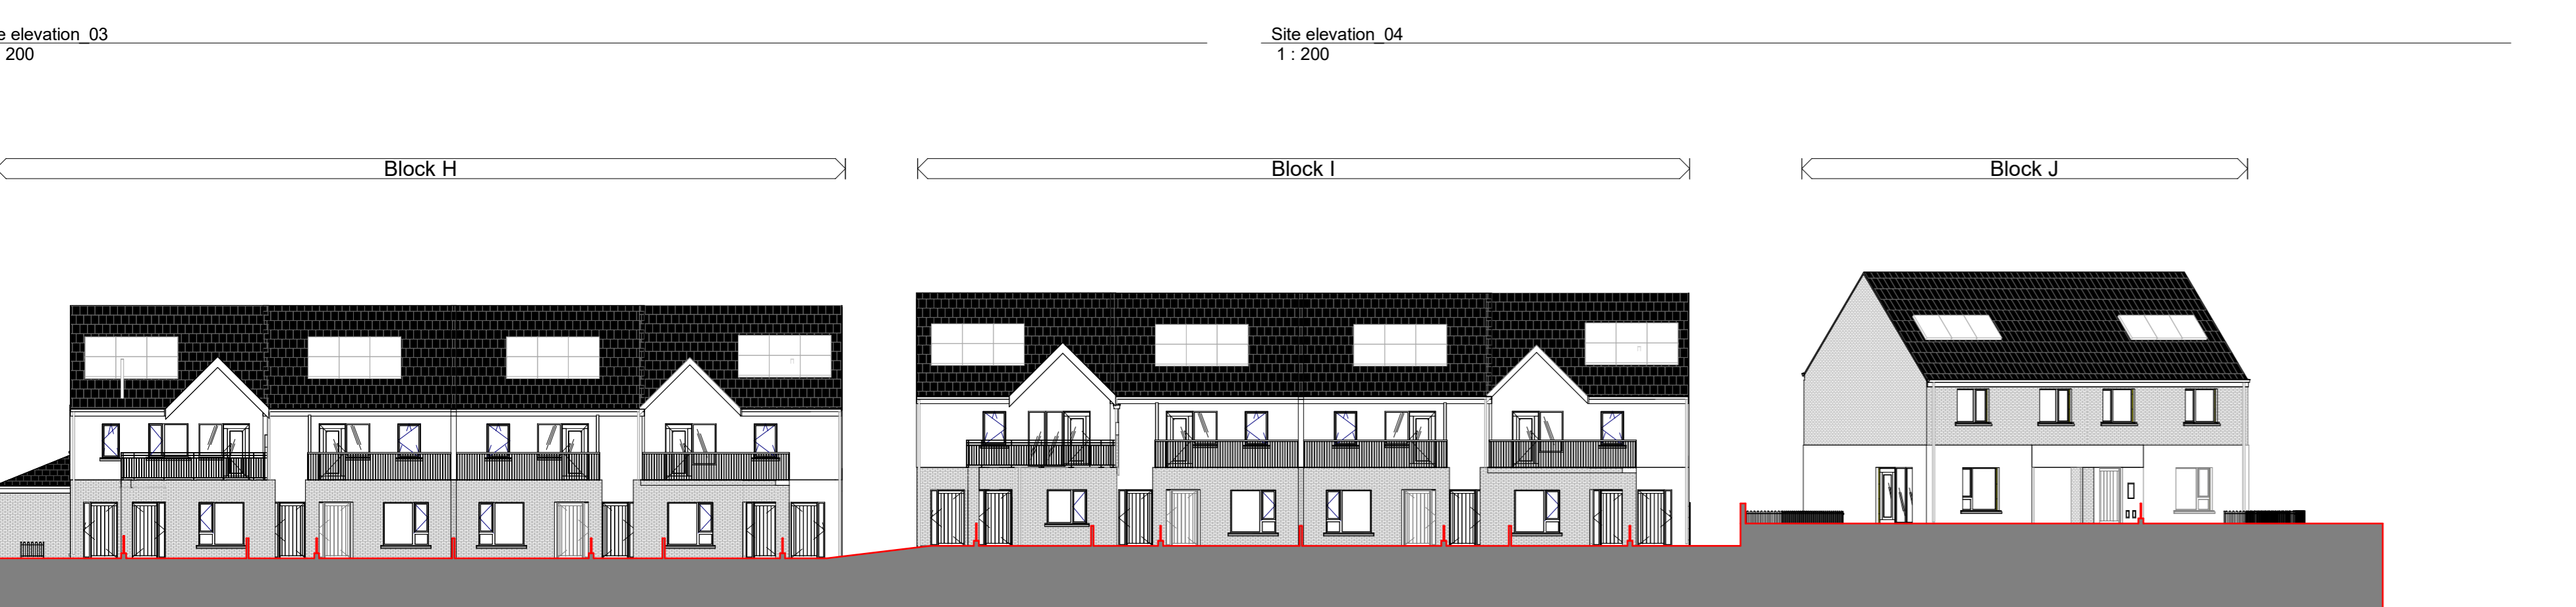 e elevation_03
200
Site elevation_04
1 : 200
Block H
Block I
Block J